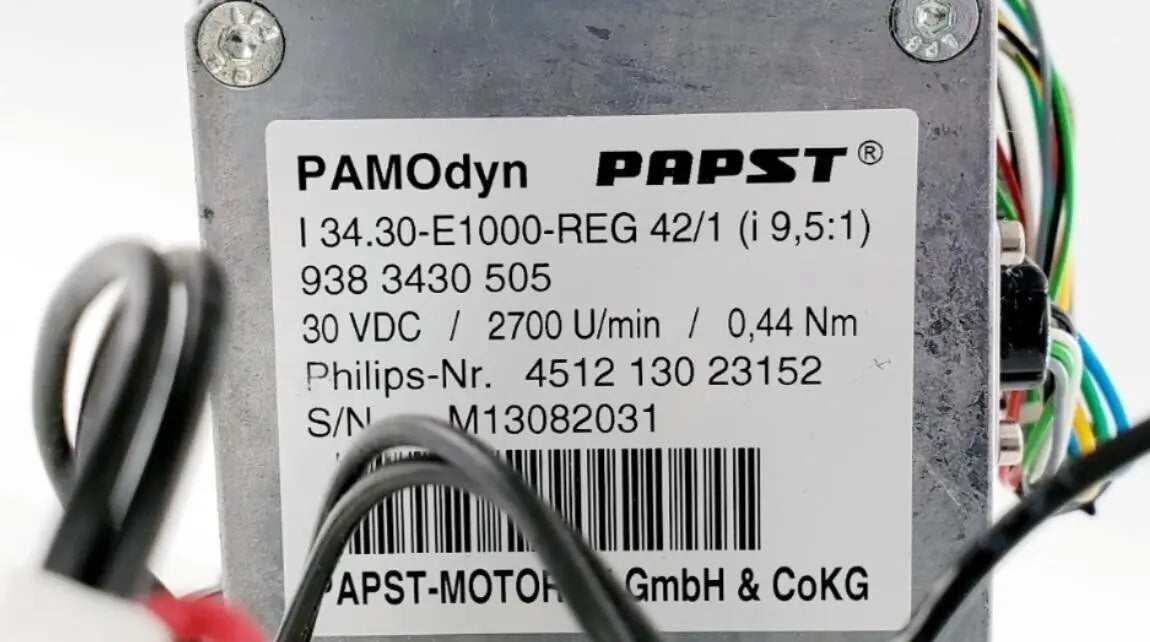 PAMOdyn PAPST®
I 34.30-E1000-REG 42/1 (i 9,5:1)
938 3430 505
30 VDC / 2700 U/min / 0,44 Nm
Philips-Nr. 4512 130 23152
S/N M13082031
GmbH & CoKG